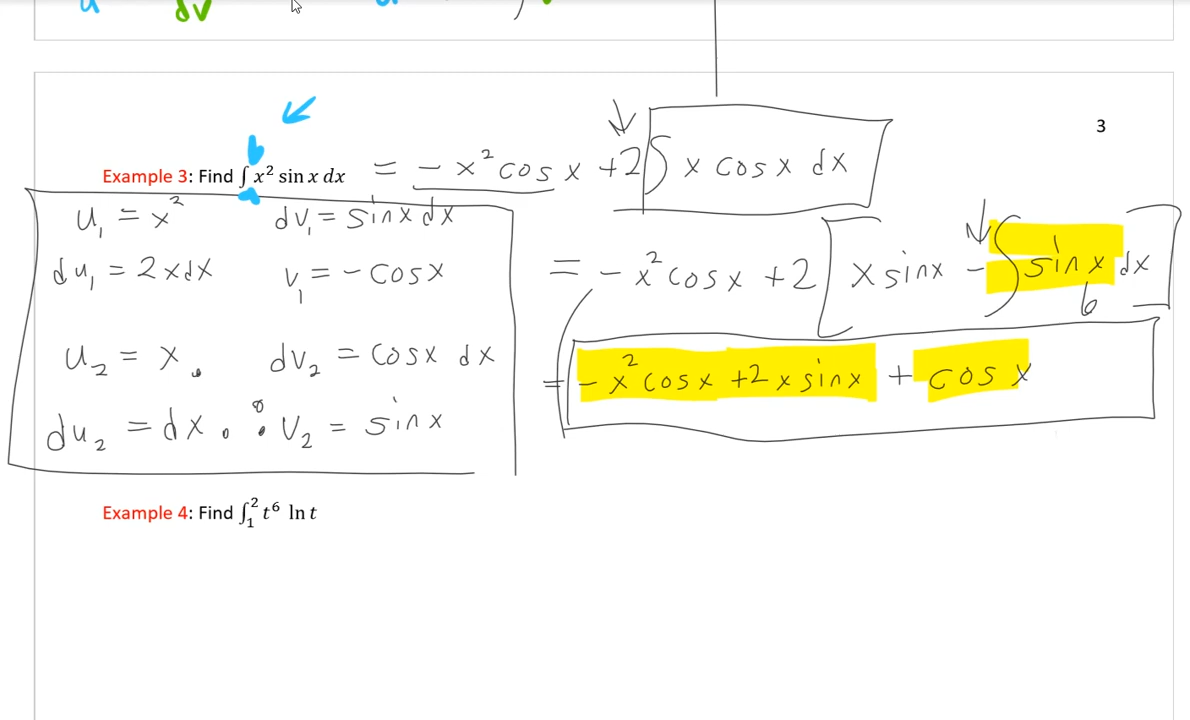 u dv u
3
Example 3: Find ∫ x² sin x dx = - x² cos x + 2 ∫ x cos x dx
u₁ = x² dv₁ = sin x dx
du₁ = 2x dx v₁ = - cos x
= - x² cos x + 2 [ x sin x - ∫ sin x dx ]
u₂ = x . dv₂ = cos x dx
= - x² cos x + 2 x sin x + cos x
du₂ = dx . v₂ = sin x
Example 4: Find ∫₁² t⁶ ln t